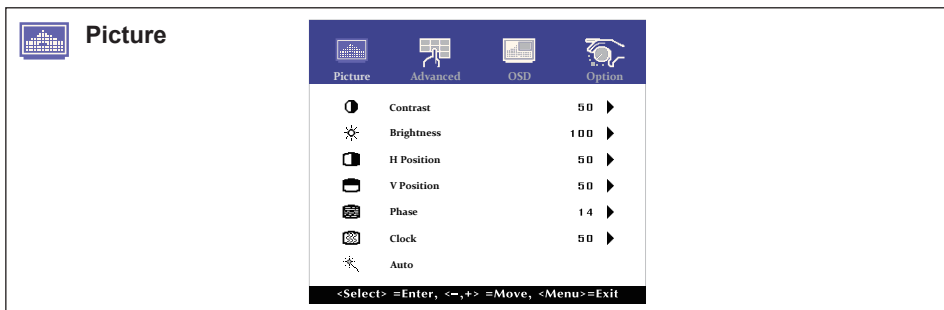 Picture
Picture Advanced OSD Option
Contrast 50
Brightness 100
H Position 50
V Position 50
Phase 14
Clock 50
Auto
<Select> =Enter, <–,+> =Move, <Menu>=Exit